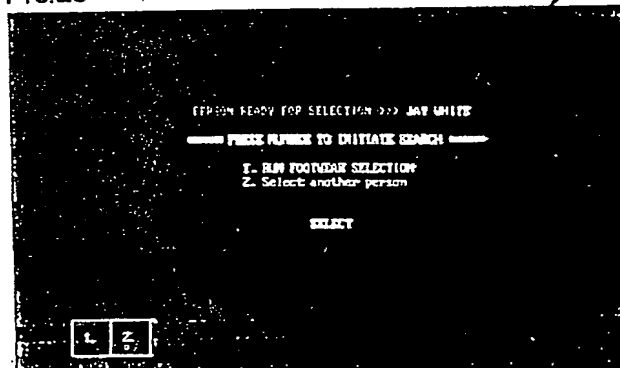 PERSON READY FOR SELECTION >>> JAY WHITE
PRESS NUMBER TO INITIATE SEARCH
1. RUN FOOTWEAR SELECTION
2. Select another person
SELECT
1. 2.